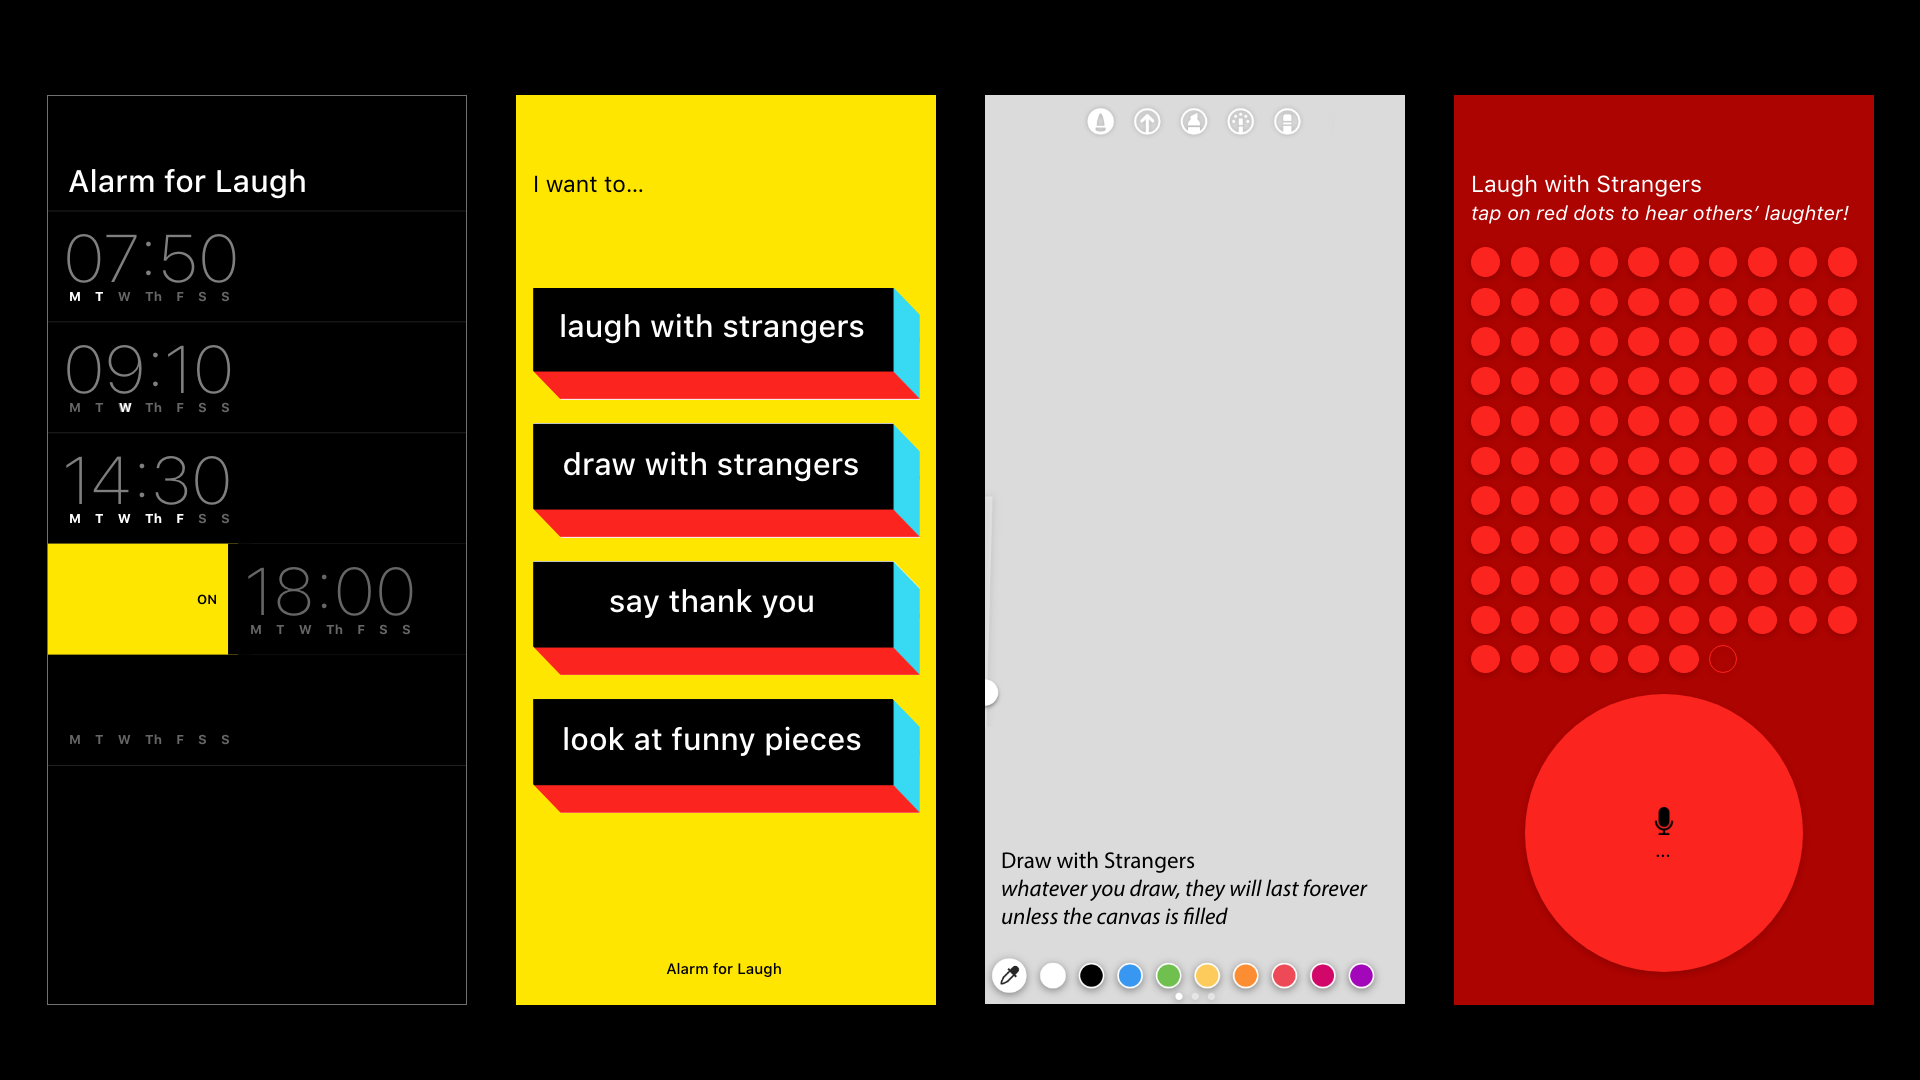 Alarm for Laugh
07:50
M T W Th F S S
09:10
M T W Th F S S
14:30
M T W Th F S S
ON
18:00
M T W Th F S S
M T W Th F S S
I want to...
laugh with strangers
draw with strangers
say thank you
look at funny pieces
Alarm for Laugh
Draw with Strangers
whatever you draw, they will last forever
unless the canvas is filled
Laugh with Strangers
tap on red dots to hear others’ laughter!
...